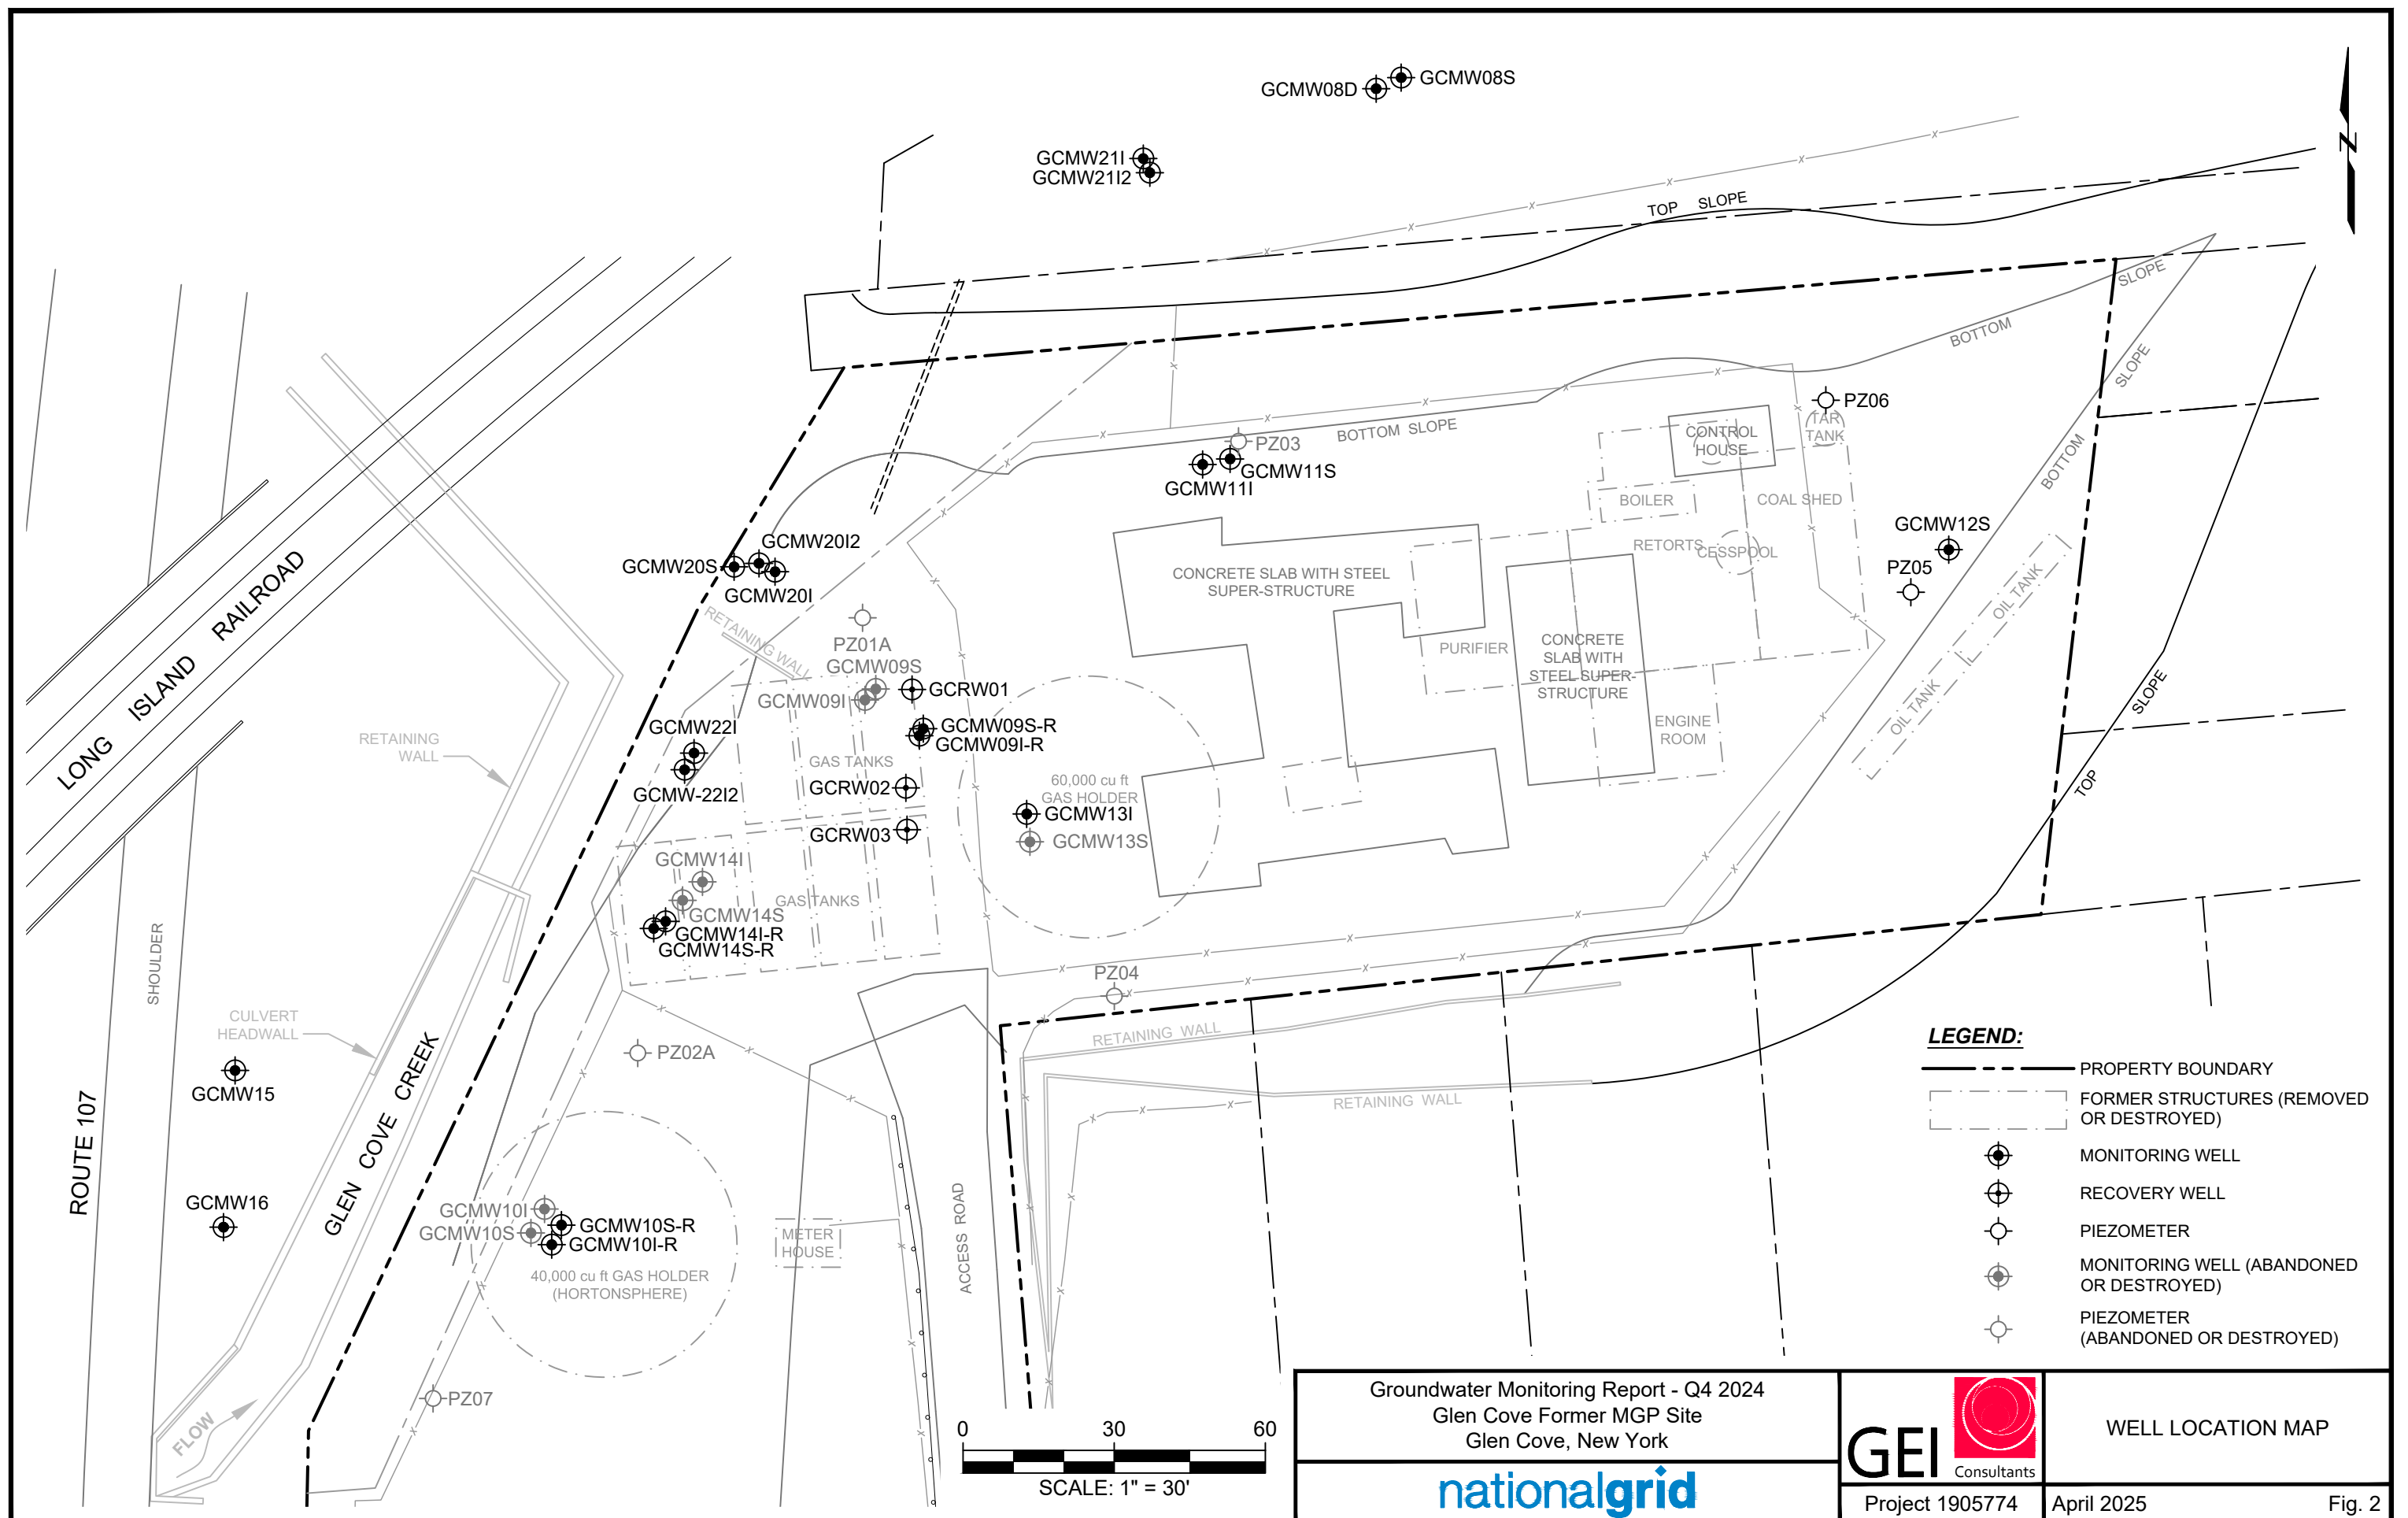 GCMW08D
GCMW08S
GCMW21I
GCMW21I2
N
TOP SLOPE
SLOPE
BOTTOM
SLOPE
BOTTOM
PZ06
TAR
TANK
CONTROL
HOUSE
BOTTOM SLOPE
PZ03
GCMW11S
GCMW11I
BOILER
COAL SHED
RETORTS
CESSPOOL
GCMW12S
PZ05
OIL TANK
OIL TANK
SLOPE
TOP
GCMW20I2
GCMW20S
GCMW20I
CONCRETE SLAB WITH STEEL
SUPER-STRUCTURE
LONG ISLAND RAILROAD
RETAINING WALL
PZ01A
GCMW09S
GCMW09I
GCRW01
PURIFIER
CONCRETE
SLAB WITH
STEEL SUPER-
STRUCTURE
ENGINE
ROOM
GCMW22I
GCMW-22I2
GCMW09S-R
GCMW09I-R
GAS TANKS
GCRW02
60,000 cu ft
GAS HOLDER
GCMW13I
GCMW13S
GCRW03
RETAINING
WALL
GCMW14I
GAS TANKS
GCMW14S
GCMW14I-R
GCMW14S-R
SHOULDER
PZ04
CULVERT
HEADWALL
PZ02A
RETAINING WALL
RETAINING WALL
GCMW15
GLEN COVE CREEK
ROUTE 107
GCMW16
GCMW10I
GCMW10S
GCMW10S-R
GCMW10I-R
40,000 cu ft GAS HOLDER
(HORTONSPHERE)
METER
HOUSE
ACCESS ROAD
PZ07
FLOW
LEGEND:
PROPERTY BOUNDARY
FORMER STRUCTURES (REMOVED
OR DESTROYED)
MONITORING WELL
RECOVERY WELL
PIEZOMETER
MONITORING WELL (ABANDONED
OR DESTROYED)
PIEZOMETER
(ABANDONED OR DESTROYED)
0 30 60
SCALE: 1" = 30'
Groundwater Monitoring Report - Q4 2024
Glen Cove Former MGP Site
Glen Cove, New York
nationalgrid
GEI
Consultants
WELL LOCATION MAP
Project 1905774
April 2025
Fig. 2